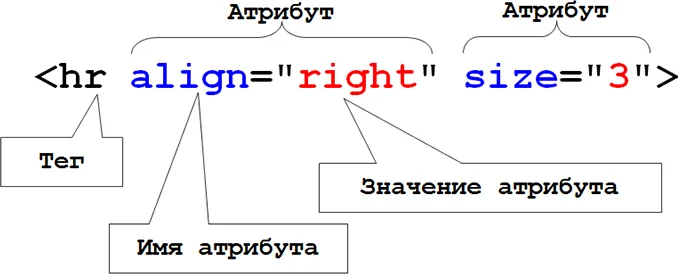 Атрибут Атрибут
<hr align="right" size="3">
Тег
Значение атрибута
Имя атрибута